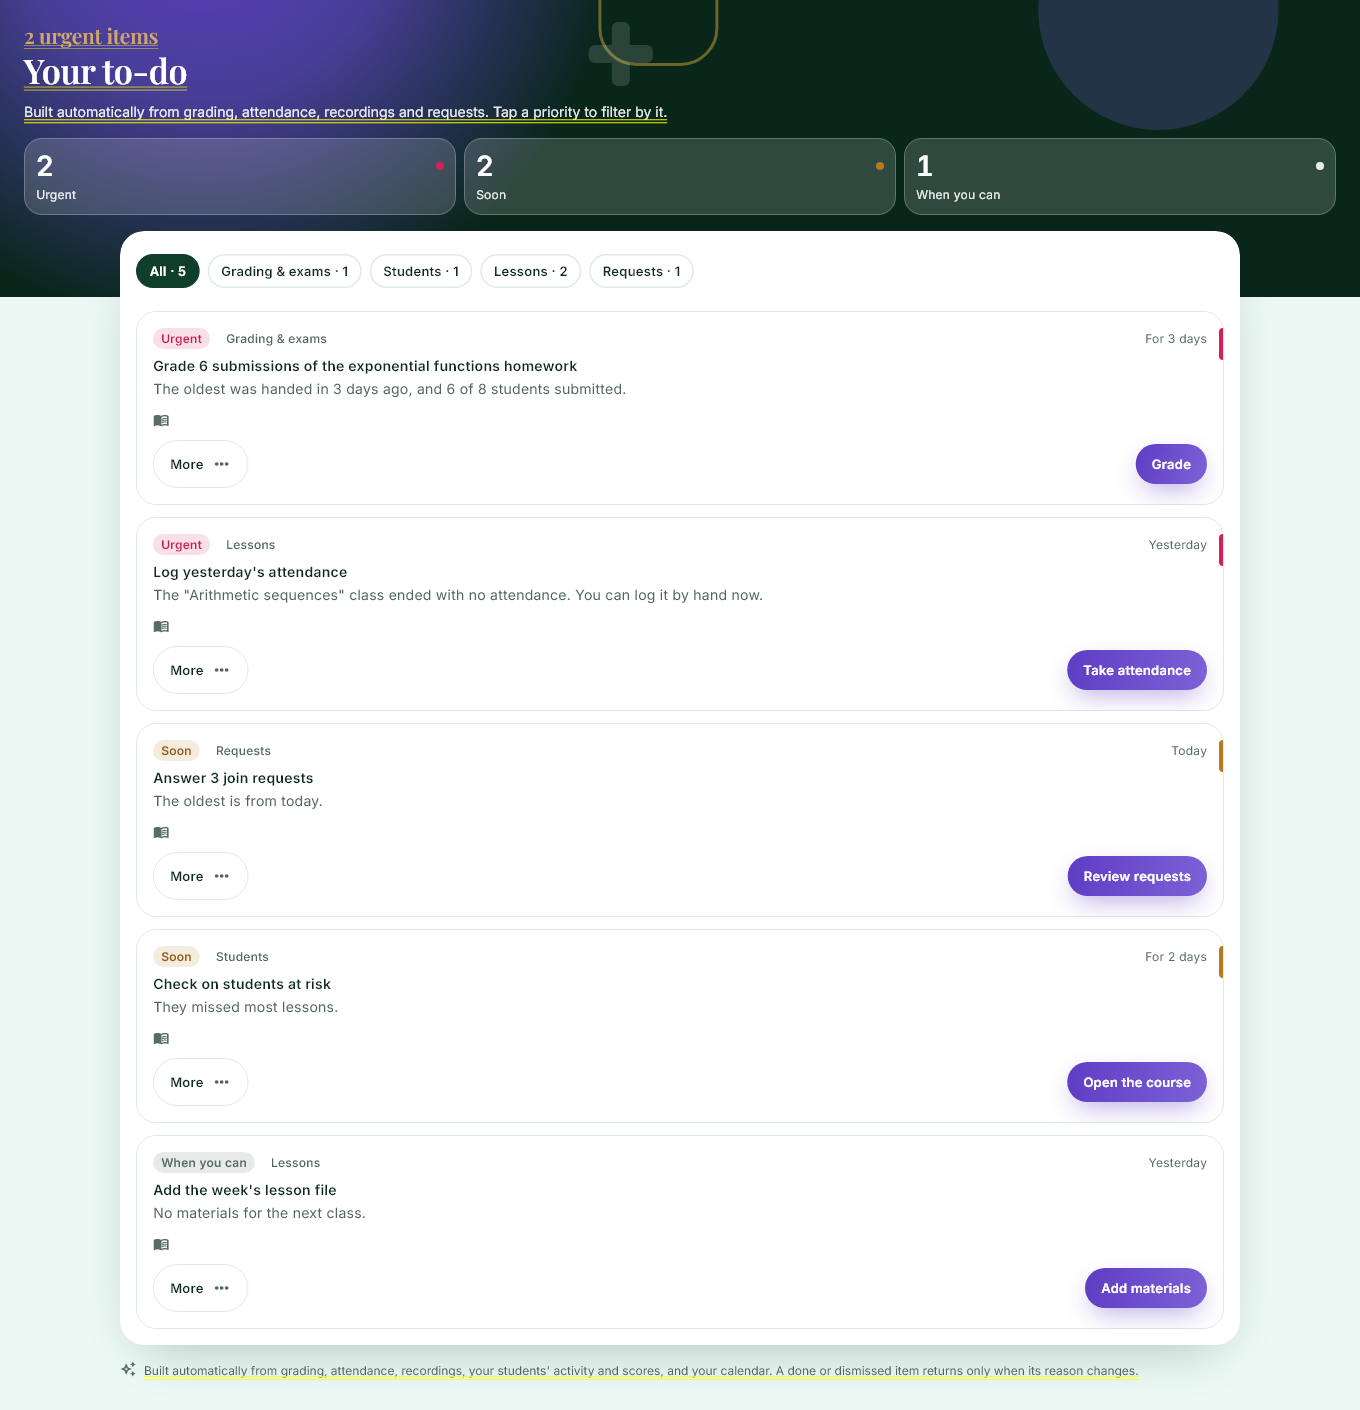 2 urgent items
Your to-do
Built automatically from grading, attendance, recordings and requests. Tap a priority to filter by it.
2
Urgent
2
Soon
1
When you can
All · 5
Grading & exams · 1
Students · 1
Lessons · 2
Requests · 1
Urgent
Grading & exams
For 3 days
Grade 6 submissions of the exponential functions homework
The oldest was handed in 3 days ago, and 6 of 8 students submitted.
More
Grade
Urgent
Lessons
Yesterday
Log yesterday's attendance
The "Arithmetic sequences" class ended with no attendance. You can log it by hand now.
More
Take attendance
Soon
Requests
Today
Answer 3 join requests
The oldest is from today.
More
Review requests
Soon
Students
For 2 days
Check on students at risk
They missed most lessons.
More
Open the course
When you can
Lessons
Yesterday
Add the week's lesson file
No materials for the next class.
More
Add materials
Built automatically from grading, attendance, recordings, your students' activity and scores, and your calendar. A done or dismissed item returns only when its reason changes.